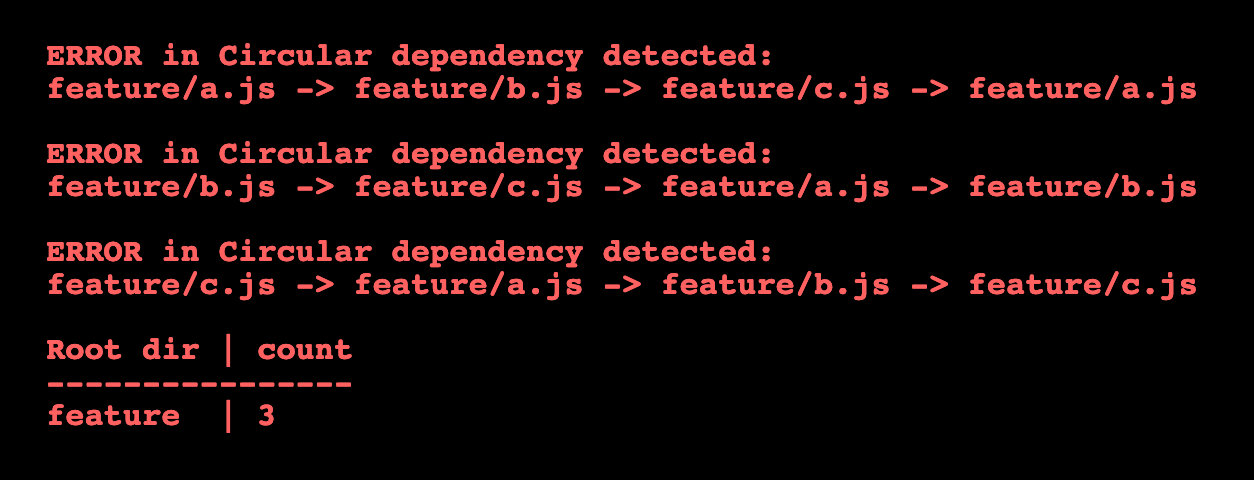 ERROR in Circular dependency detected:
feature/a.js -> feature/b.js -> feature/c.js -> feature/a.js
ERROR in Circular dependency detected:
feature/b.js -> feature/c.js -> feature/a.js -> feature/b.js
ERROR in Circular dependency detected:
feature/c.js -> feature/a.js -> feature/b.js -> feature/c.js
Root dir | count
----------------
feature  | 3